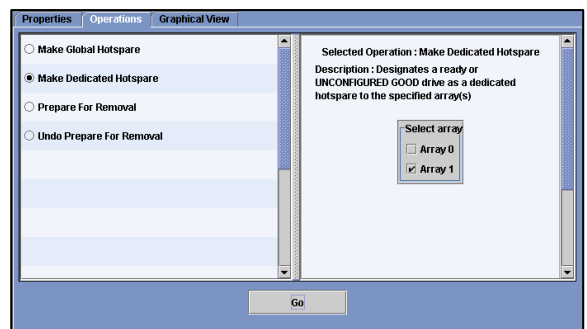 Properties Operations Graphical View
Make Global Hotspare
Make Dedicated Hotspare
Prepare For Removal
Undo Prepare For Removal
Selected Operation : Make Dedicated Hotspare
Description : Designates a ready or
UNCONFIGURED GOOD drive as a dedicated
hotspare to the specified array(s)
Select array
Array 0
Array 1
Go